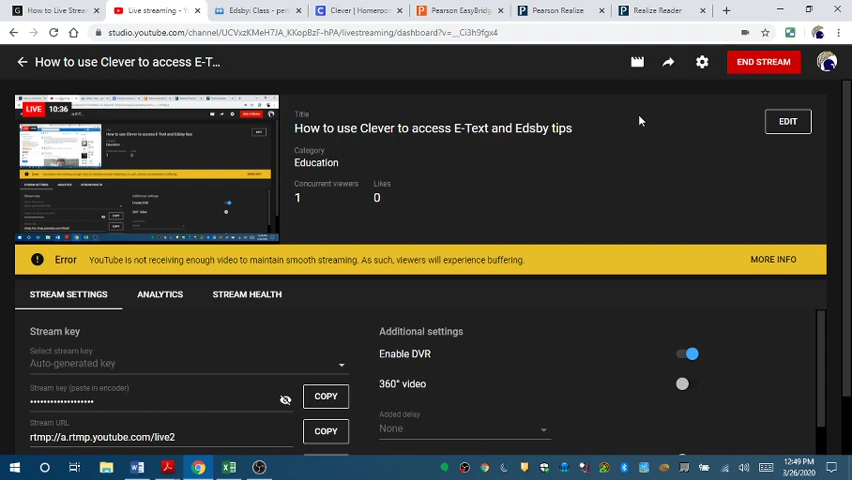 How to Live Strea
Live streaming - Y
Edsby: Class - pers
Clever | Homeroom
Pearson EasyBridg
Pearson Realize
Realize Reader
studio.youtube.com/channel/UCVxzKMeH7JA_KKopBzF-hPA/livestreaming/dashboard?v=__Ci3h9fgx4
How to use Clever to access E-T...
END STREAM
LIVE 10:36
Title
How to use Clever to access E-Text and Edsby tips
EDIT
Category
Education
Concurrent viewers
Likes
1
0
Error YouTube is not receiving enough video to maintain smooth streaming. As such, viewers will experience buffering. MORE INFO
STREAM SETTINGS ANALYTICS STREAM HEALTH
Stream key
Select stream key
Auto-generated key
Stream key (paste in encoder)
••••••••••••••••••
COPY
Stream URL
rtmp://a.rtmp.youtube.com/live2
COPY
Additional settings
Enable DVR
360° video
Added delay
None
12:49 PM
3/26/2020